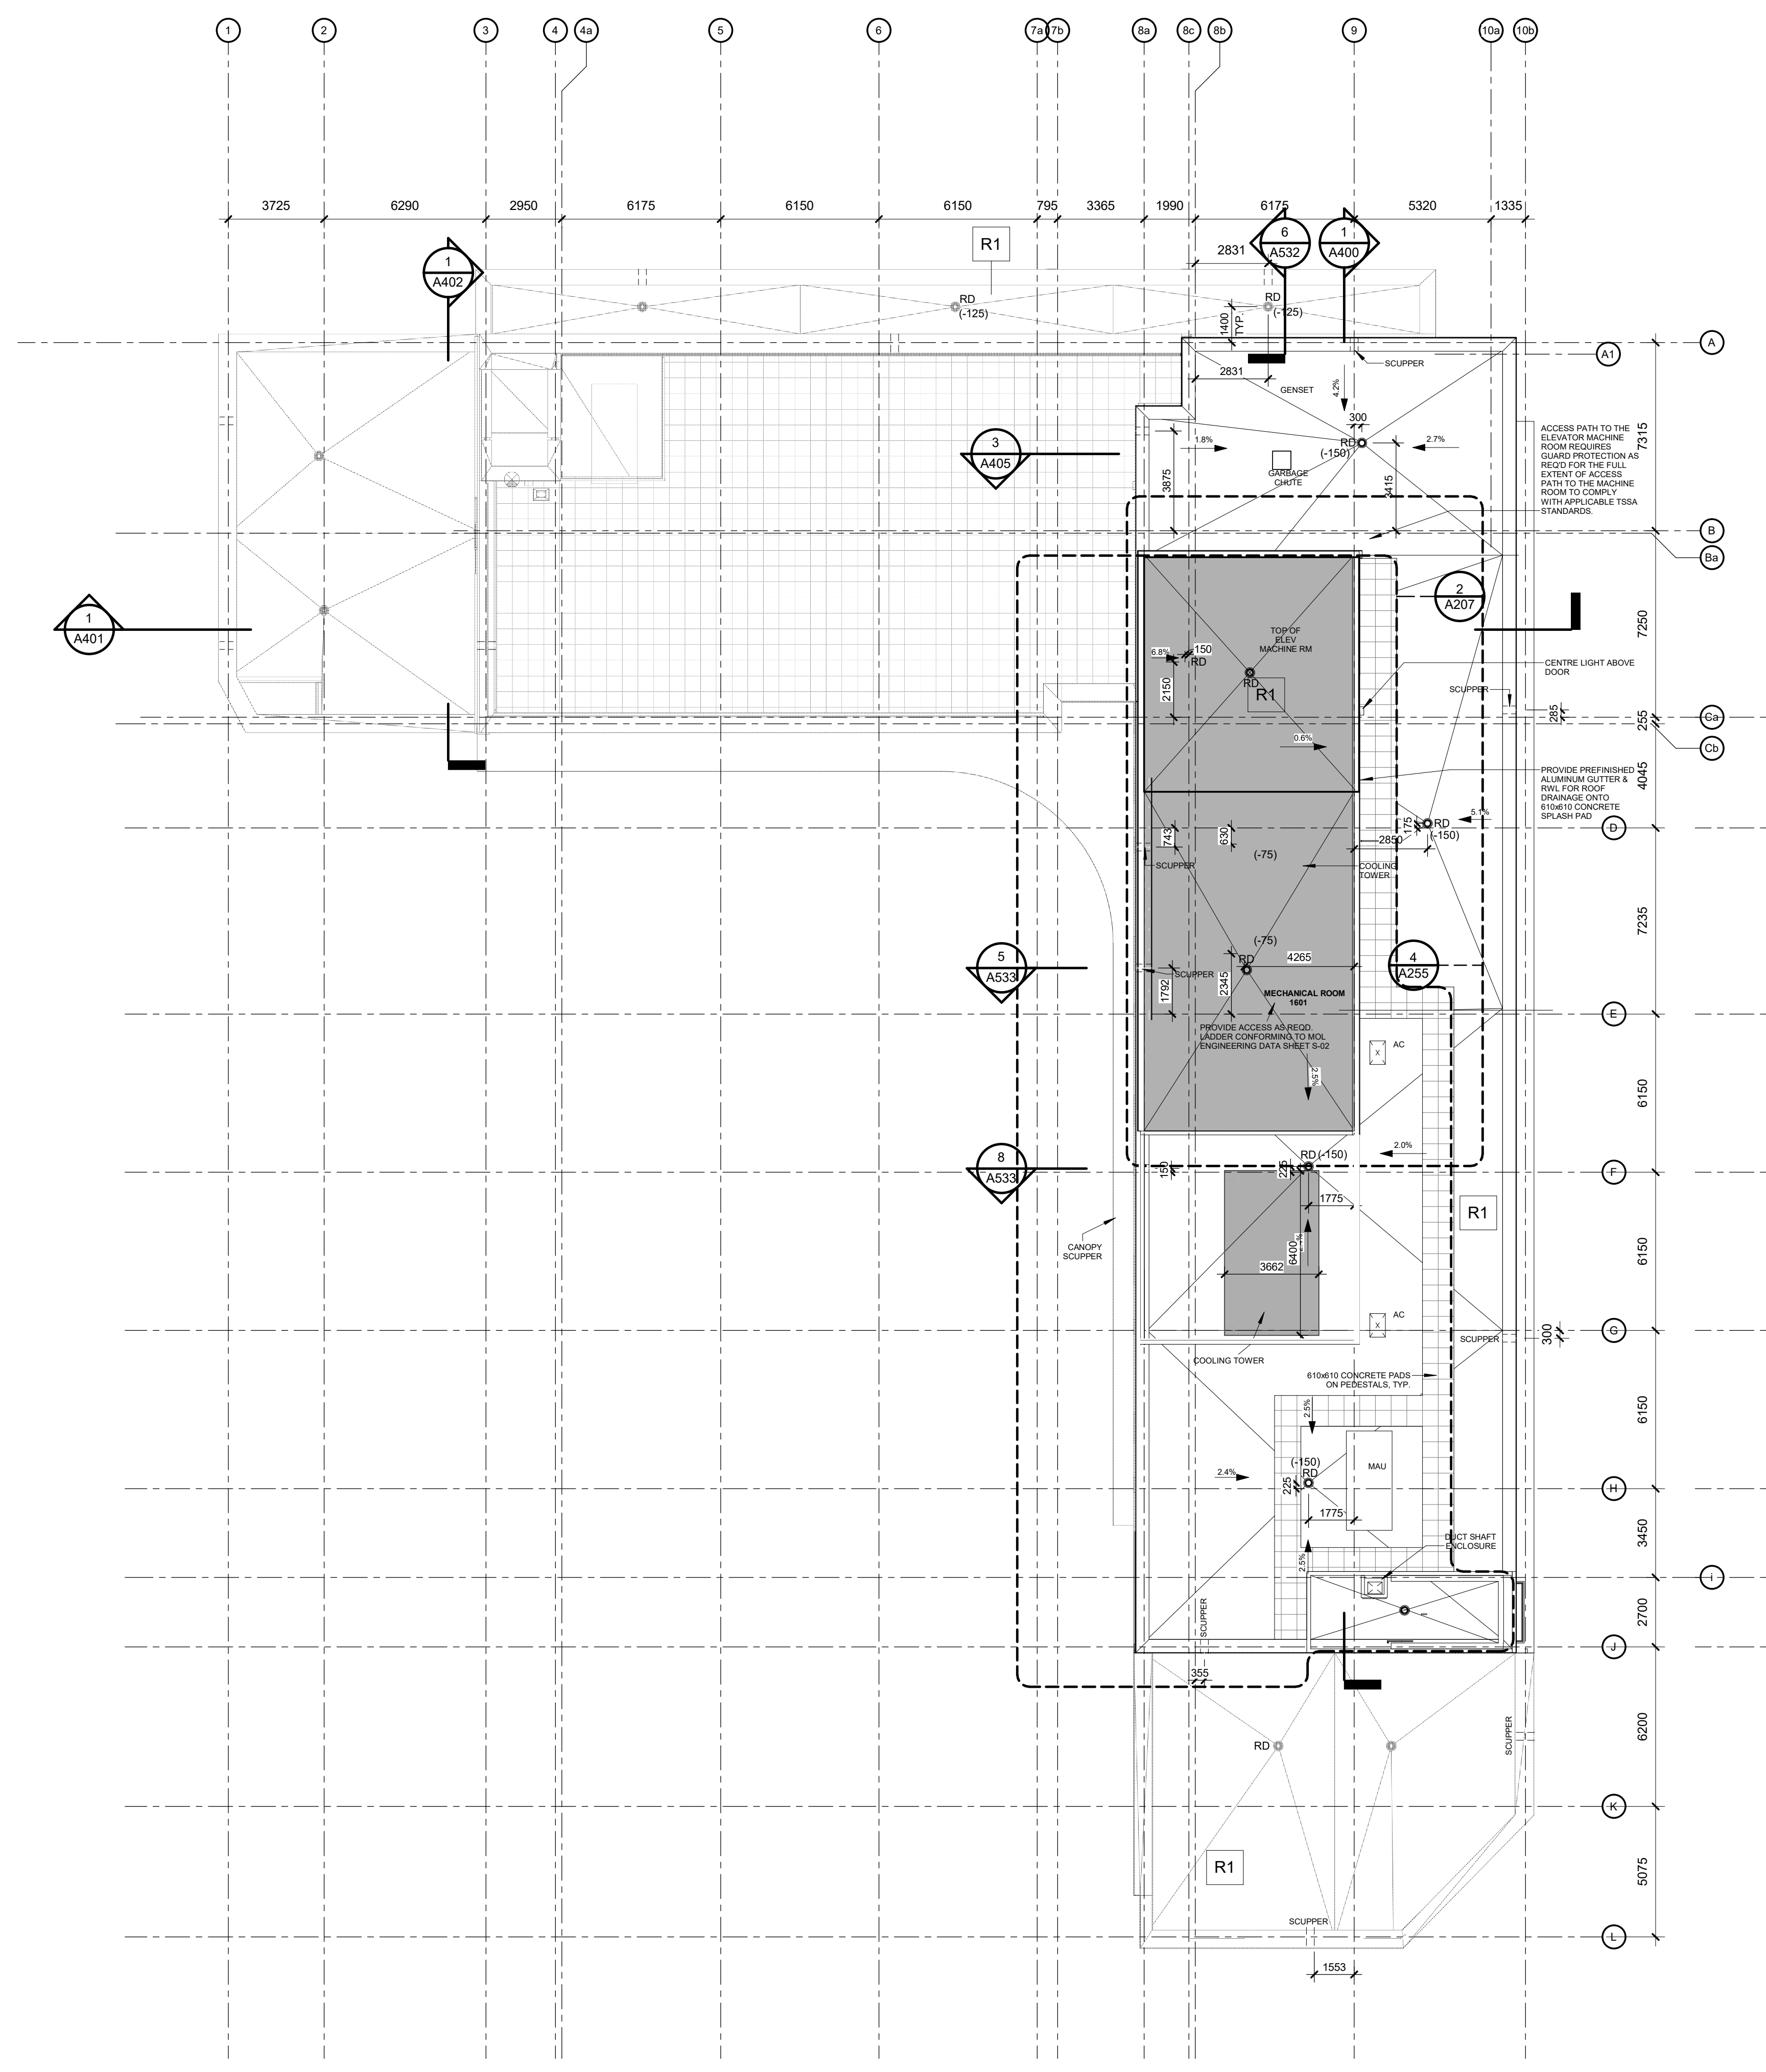 1 2 3 4 4a 5 6 7a 7b 8a 8c 8b 9 10a 10b
3725 6290 2950 6175 6150 6150 795 3365 1990 6175 5320 1335
R1
2831
6
A532
1
A400
1
A402
RD
(-125)
RD
(-125)
1400
TYP.
A
A1
SCUPPER
2831
GENSET
4.2%
300
3
A405
1.8%
RD
(-150)
2.7%
GARBAGE
CHUTE
3875
3415
7315
ACCESS PATH TO THE
ELEVATOR MACHINE
ROOM REQUIRES
GUARD PROTECTION AS
REQ'D FOR THE FULL
EXTENT OF ACCESS
PATH TO THE MACHINE
ROOM TO COMPLY
WITH APPLICABLE TSSA
STANDARDS.
B
Ba
2
A207
1
A401
7250
TOP OF
ELEV
MACHINE RM
6.8%
150
RD
2150
RD
R1
CENTRE LIGHT ABOVE
DOOR
SCUPPER
285
255
Ca
Cb
0.6%
4045
PROVIDE PREFINISHED
ALUMINUM GUTTER &
RWL FOR ROOF
DRAINAGE ONTO
610x610 CONCRETE
SPLASH PAD
5.1%
175
RD
(-150)
2850
D
743
630
(-75)
SCUPPER
COOLING
TOWER
7235
(-75)
RD
4265
5
A533
4
A255
SCUPPER
1792
2345
MECHANICAL ROOM
1601
E
PROVIDE ACCESS AS REQD.
LADDER CONFORMING TO MOL
ENGINEERING DATA SHEET S-02
AC
X
2.5%
6150
2.0%
8
A533
150
225
RD
(-150)
F
1775
R1
CANOPY
SCUPPER
6400
3662
6150
AC
X
G
SCUPPER
300
COOLING TOWER
610x610 CONCRETE PADS
ON PEDESTALS, TYP.
2.5%
6150
(-150)
RD
MAU
2.4%
225
H
1775
3450
DUCT SHAFT
ENCLOSURE
2.5%
i
SCUPPER
2700
J
355
RD
SCUPPER
6200
K
R1
5075
SCUPPER
L
1553